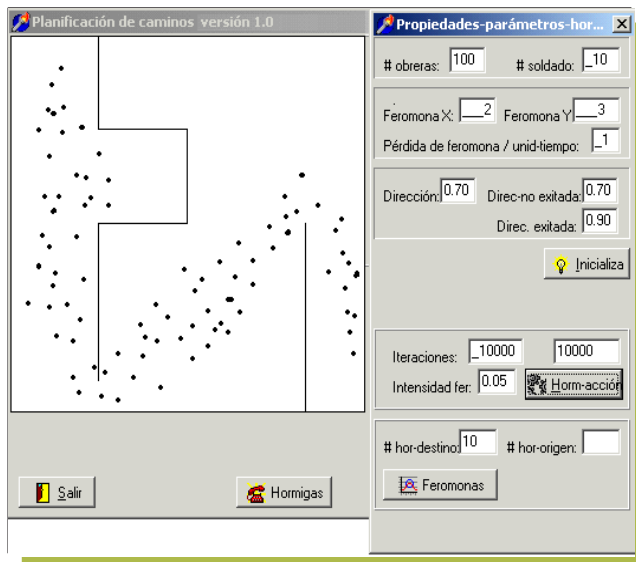 Planificación de caminos versión 1.0
Salir
Hormigas
Propiedades-parámetros-hor...
# obreras: 100 # soldado: _10
Feromona X: ___2 Feromona Y ___3
Pérdida de feromona / unid-tiempo: _1
Dirección: 0.70 Direc-no exitada: 0.70
Direc. exitada: 0.90
Inicializa
Iteraciones: _10000 10000
Intensidad fer: 0.05 Horm-acción
# hor-destino: 10 # hor-origen:
Feromonas